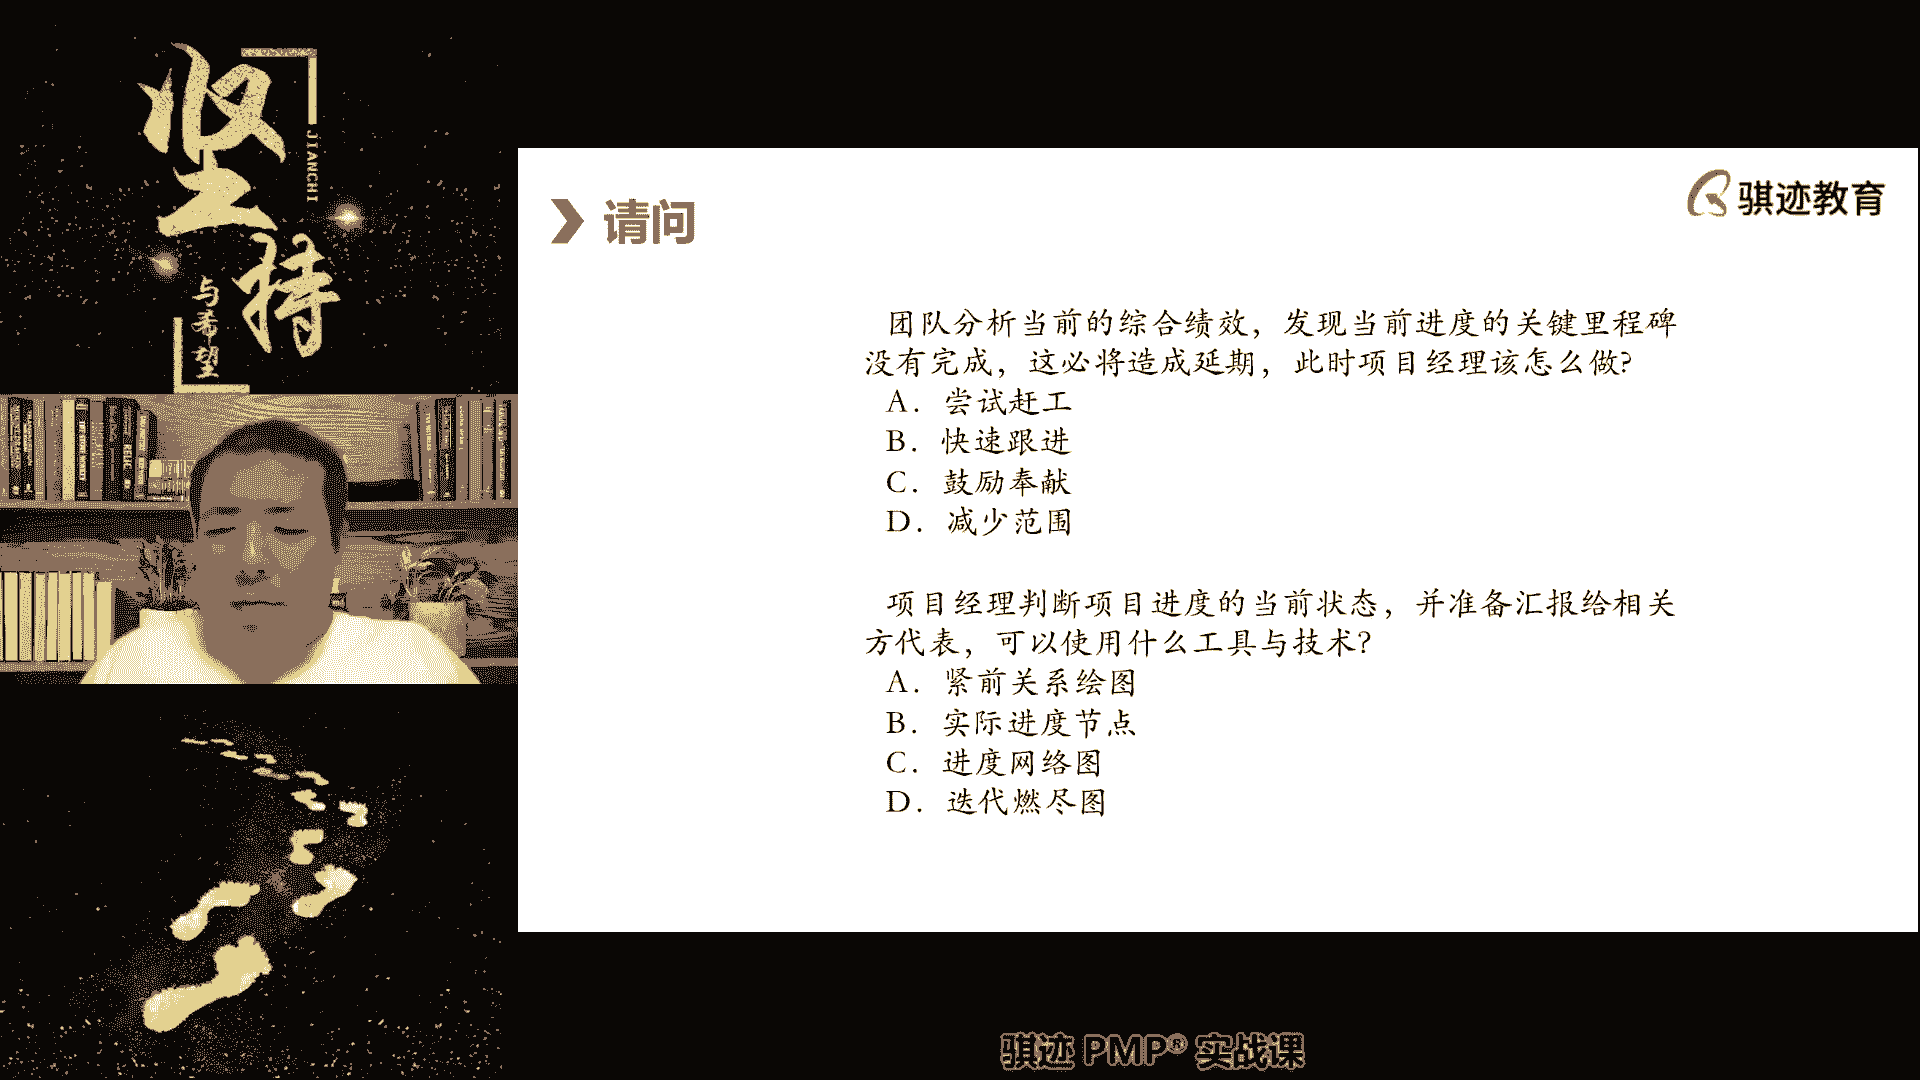 坚持
JIANCHI
与希望
请问
骐迹教育
团队分析当前的综合绩效，发现当前进度的关键里程碑
没有完成，这必将造成延期，此时项目经理该怎么做?
A．尝试赶工
B．快速跟进
C．鼓励奉献
D．减少范围
项目经理判断项目进度的当前状态，并准备汇报给相关
方代表，可以使用什么工具与技术?
A．紧前关系绘图
B．实际进度节点
C．进度网络图
D．迭代燃尽图
骐迹 PMP® 实战课